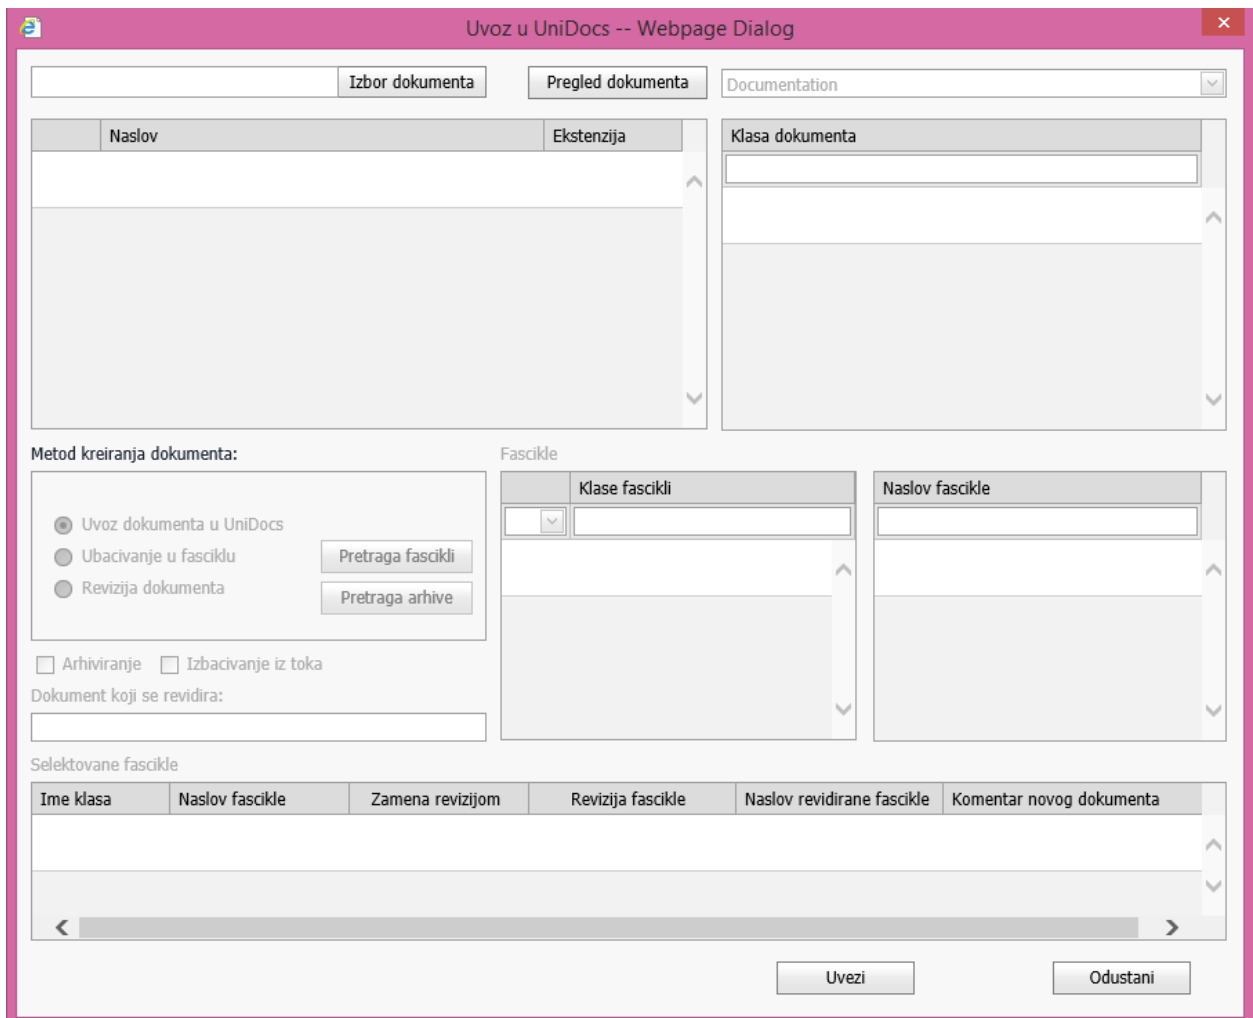 Uvoz u UniDocs -- Webpage Dialog
Izbor dokumenta
Pregled dokumenta
Documentation
Naslov Ekstenzija
Klasa dokumenta
Metod kreiranja dokumenta:
Uvoz dokumenta u UniDocs
Ubacivanje u fasciklu
Pretraga fascikli
Revizija dokumenta
Pretraga arhive
Arhiviranje Izbacivanje iz toka
Dokument koji se revidira:
Fascikle
Klase fascikli
Naslov fascikle
Selektovane fascikle
Ime klasa Naslov fascikle Zamena revizijom Revizija fascikle Naslov revidirane fascikle Komentar novog dokumenta
Uvezi
Odustani